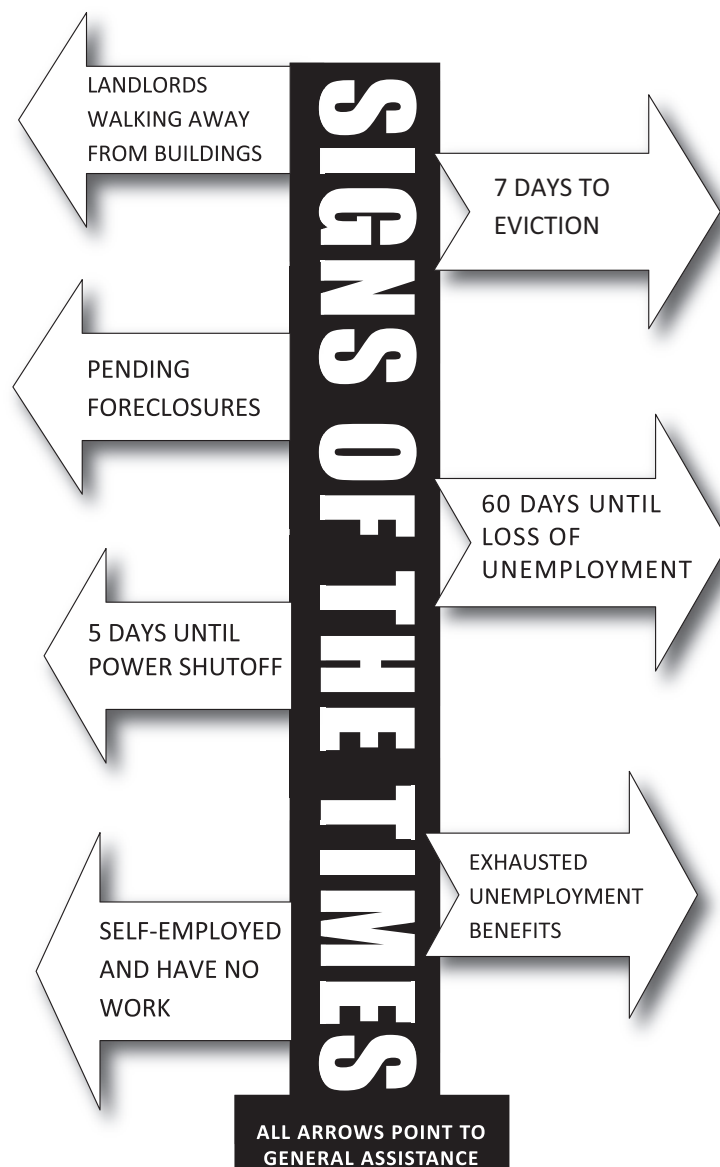 SIGNS OF THE TIMES
LANDLORDS
WALKING AWAY
FROM BUILDINGS
7 DAYS TO
EVICTION
PENDING
FORECLOSURES
60 DAYS UNTIL
LOSS OF
UNEMPLOYMENT
5 DAYS UNTIL
POWER SHUTOFF
EXHAUSTED
UNEMPLOYMENT
BENEFITS
SELF-EMPLOYED
AND HAVE NO
WORK
ALL ARROWS POINT TO
GENERAL ASSISTANCE